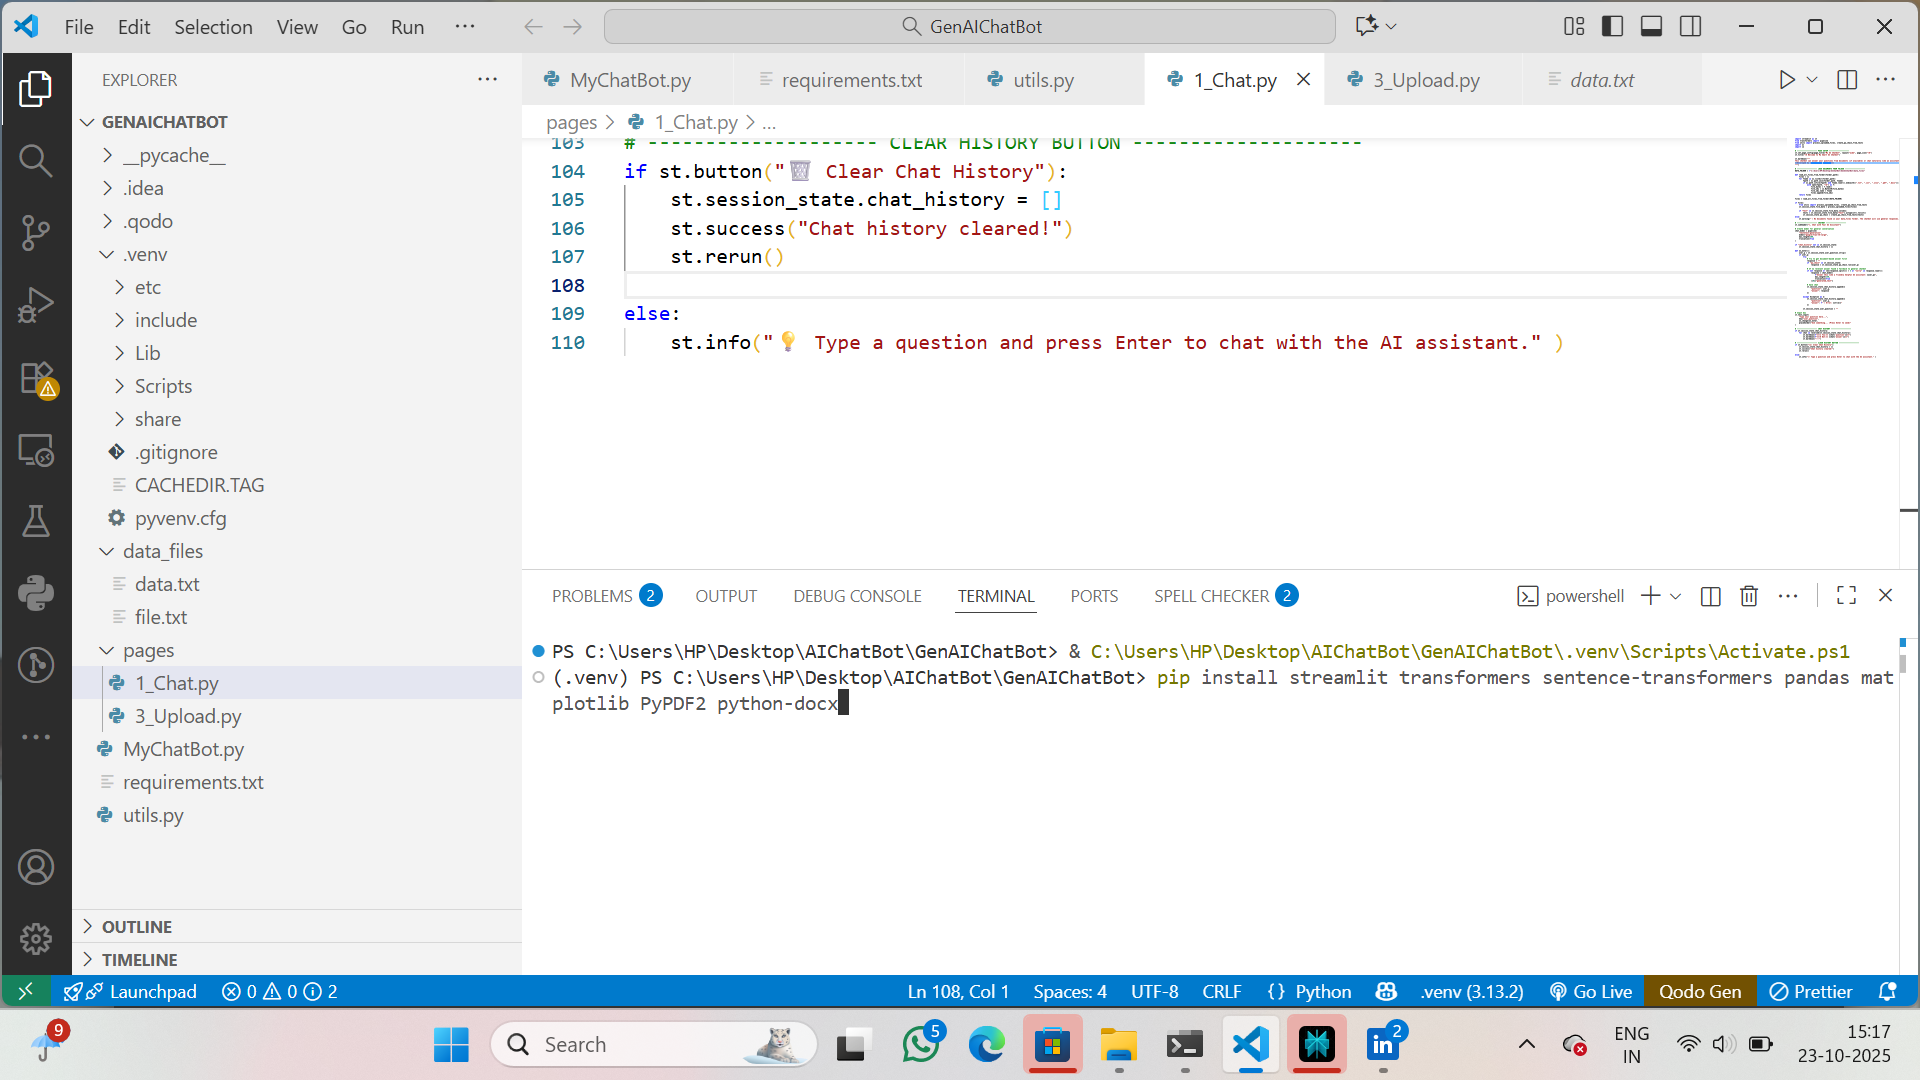 File Edit Selection View Go Run ...
GenAIChatBot
EXPLORER
GENAICHATBOT
__pycache__
.idea
.qodo
.venv
etc
include
Lib
Scripts
share
.gitignore
CACHEDIR.TAG
pyvenv.cfg
data_files
data.txt
file.txt
pages
1_Chat.py
3_Upload.py
MyChatBot.py
requirements.txt
utils.py
OUTLINE
TIMELINE
MyChatBot.py requirements.txt utils.py 1_Chat.py 3_Upload.py data.txt
pages > 1_Chat.py > ...
103 # -------------------- CLEAR HISTORY BUTTON --------------------
104 if st.button("🗑️ Clear Chat History"):
105 st.session_state.chat_history = []
106 st.success("Chat history cleared!")
107 st.rerun()
108
109 else:
110 st.info("💡 Type a question and press Enter to chat with the AI assistant." )
PROBLEMS 2 OUTPUT DEBUG CONSOLE TERMINAL PORTS SPELL CHECKER 2 powershell
PS C:\Users\HP\Desktop\AIChatBot\GenAIChatBot> & C:\Users\HP\Desktop\AIChatBot\GenAIChatBot\.venv\Scripts\Activate.ps1
(.venv) PS C:\Users\HP\Desktop\AIChatBot\GenAIChatBot> pip install streamlit transformers sentence-transformers pandas mat
plotlib PyPDF2 python-docx
Launchpad 0 0 2 Ln 108, Col 1 Spaces: 4 UTF-8 CRLF {} Python .venv (3.13.2) Go Live Qodo Gen Prettier
9 Search 5 in 2 ENG 15:17
IN 23-10-2025